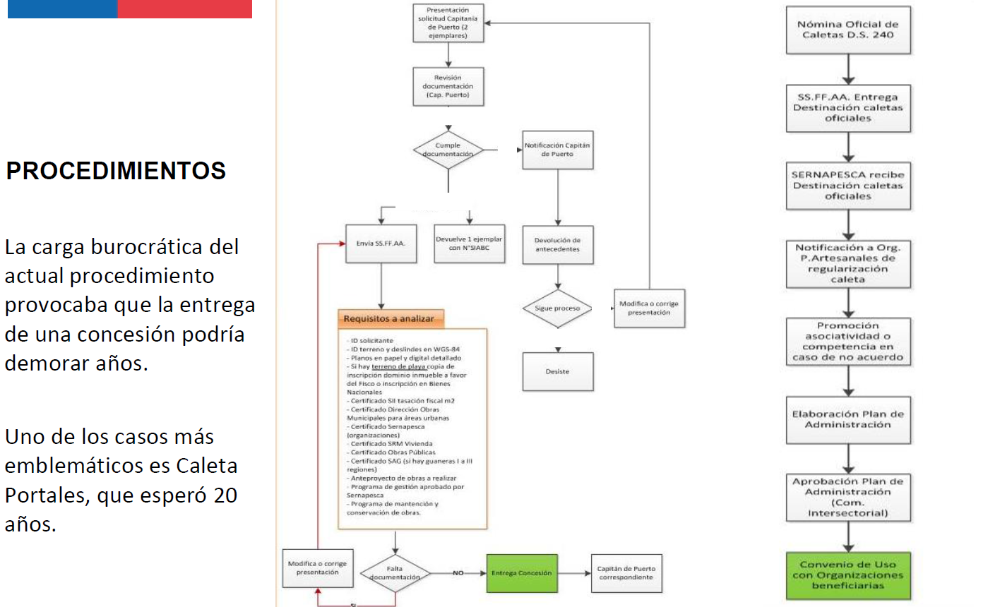 PROCEDIMIENTOS
La carga burocrática del
actual procedimiento
provocaba que la entrega
de una concesión podría
demorar años.
Uno de los casos más
emblemáticos es Caleta
Portales, que esperó 20
años.
Presentación
solicitud Capitanía
de Puerto (2
ejemplares)
Revisión
documentación
(Cap. Puerto)
Cumple
documentación
Notificación Capitán
de Puerto
Envía SS.FF.AA.
Devuelve 1 ejemplar
con N°SIABC
Devolución de
antecedentes
Sigue proceso
Modifica o corrige
presentación
Desiste
Requisitos a analizar
- ID solicitante
- ID terreno y deslindes en WGS-84
- Planos en papel y digital detallado
- Si hay terreno de playa copia de
inscripción dominio inmueble a favor
del Fisco o inscripción en Bienes
Nacionales
- Certificado SII tasación fiscal m2
- Certificado Dirección Obras
Municipales para áreas urbanas
- Certificado Sernapesca
(organizaciones)
- Certificado SRM Vivienda
- Certificado Obras Públicas
- Certificado SAG (si hay guaneras I a III
regiones)
- Anteproyecto de obras a realizar
- Programa de gestión aprobado por
Sernapesca
- Programa de mantención y
conservación de obras.
Modifica o corrige
presentación
Falta
documentación
NO
Entrega Concesión
Capitán de Puerto
correspondiente
SI
Nómina Oficial de
Caletas D.S. 240
SS.FF.AA. Entrega
Destinación caletas
oficiales
SERNAPESCA recibe
Destinación caletas
oficiales
Notificación a Org.
P.Artesanales de
regularización
caleta
Promoción
asociatividad o
competencia en
caso de no acuerdo
Elaboración Plan de
Administración
Aprobación Plan de
Administración
(Com.
Intersectorial)
Convenio de Uso
con Organizaciones
beneficiarias